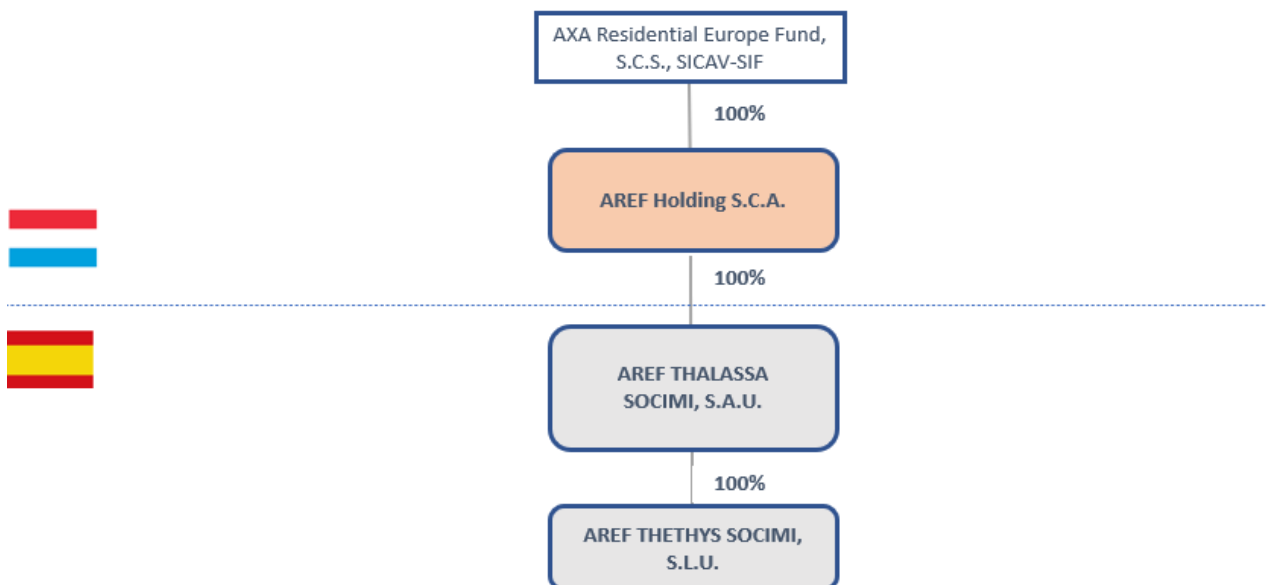 AXA Residential Europe Fund,
S.C.S., SICAV-SIF
100%
AREF Holding S.C.A.
100%
AREF THALASSA
SOCIMI, S.A.U.
100%
AREF THETHYS SOCIMI,
S.L.U.